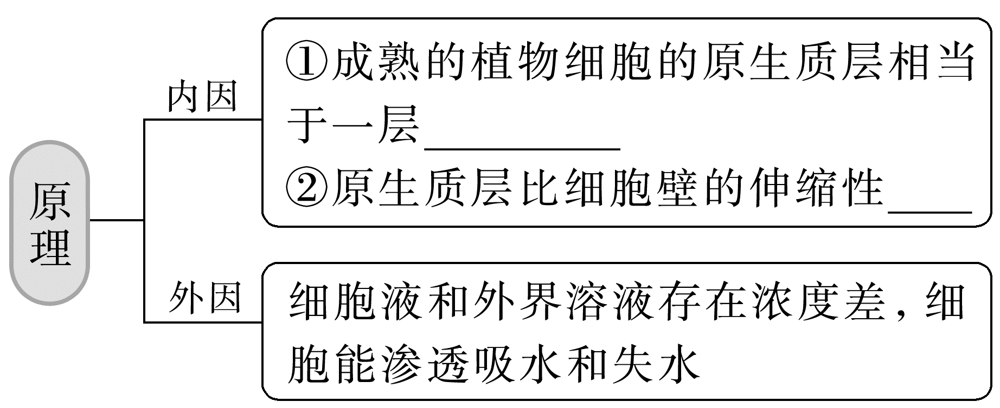 原
理
内因
①成熟的植物细胞的原生质层相当
于一层________
②原生质层比细胞壁的伸缩性____
外因
细胞液和外界溶液存在浓度差,细
胞能渗透吸水和失水